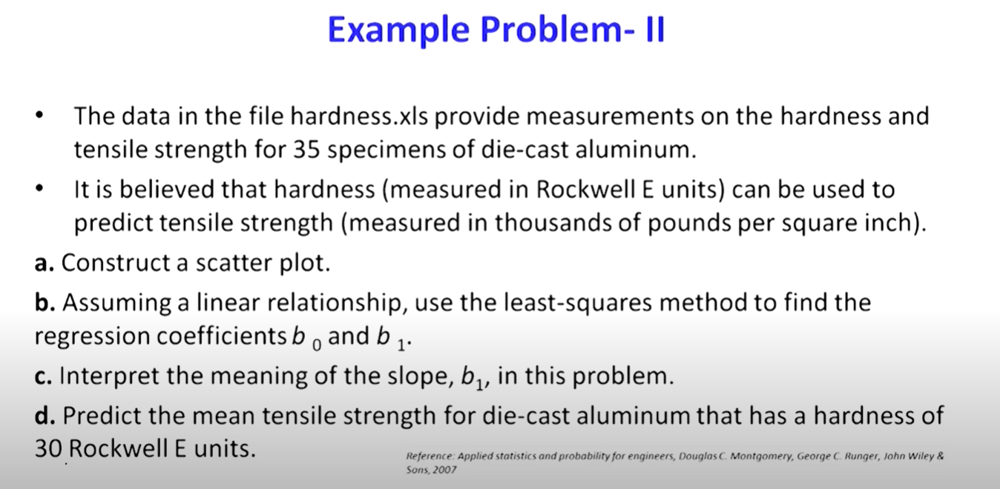 Example Problem- II
• The data in the file hardness.xls provide measurements on the hardness and
tensile strength for 35 specimens of die-cast aluminum.
• It is believed that hardness (measured in Rockwell E units) can be used to
predict tensile strength (measured in thousands of pounds per square inch).
a. Construct a scatter plot.
b. Assuming a linear relationship, use the least-squares method to find the
regression coefficients b 0 and b 1.
c. Interpret the meaning of the slope, b1, in this problem.
d. Predict the mean tensile strength for die-cast aluminum that has a hardness of
30 Rockwell E units.
Reference: Applied statistics and probability for engineers, Douglas C. Montgomery, George C. Runger, John Wiley &
Sons, 2007